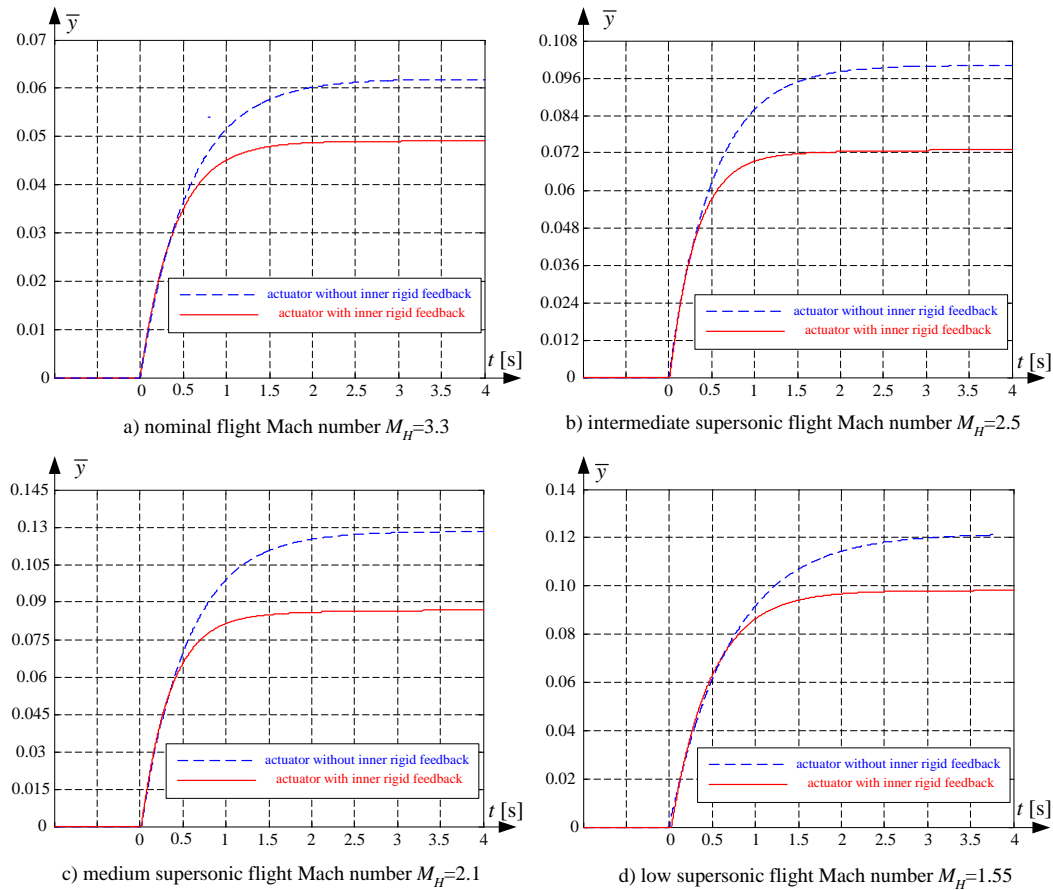 y
0.07
0.06
0.05
0.04
0.03
0.02
0.01
0
actuator without inner rigid feedback
actuator with inner rigid feedback
t [s]
0 0.5 1 1.5 2 2.5 3 3.5 4
a) nominal flight Mach number M_H=3.3
y
0.108
0.096
0.084
0.072
0.06
0.048
0.036
0.024
0.012
0
actuator without inner rigid feedback
actuator with inner rigid feedback
t [s]
0 0.5 1 1.5 2 2.5 3 3.5 4
b) intermediate supersonic flight Mach number M_H=2.5
y
0.145
0.13
0.105
0.09
0.075
0.06
0.045
0.03
0.015
0
actuator without inner rigid feedback
actuator with inner rigid feedback
t [s]
0 0.5 1 1.5 2 2.5 3 3.5 4
c) medium supersonic flight Mach number M_H=2.1
y
0.14
0.12
0.10
0.08
0.06
0.04
0.02
0
actuator without inner rigid feedback
actuator with inner rigid feedback
t [s]
0 0.5 1 1.5 2 2.5 3 3.5 4
d) low supersonic flight Mach number M_H=1.55